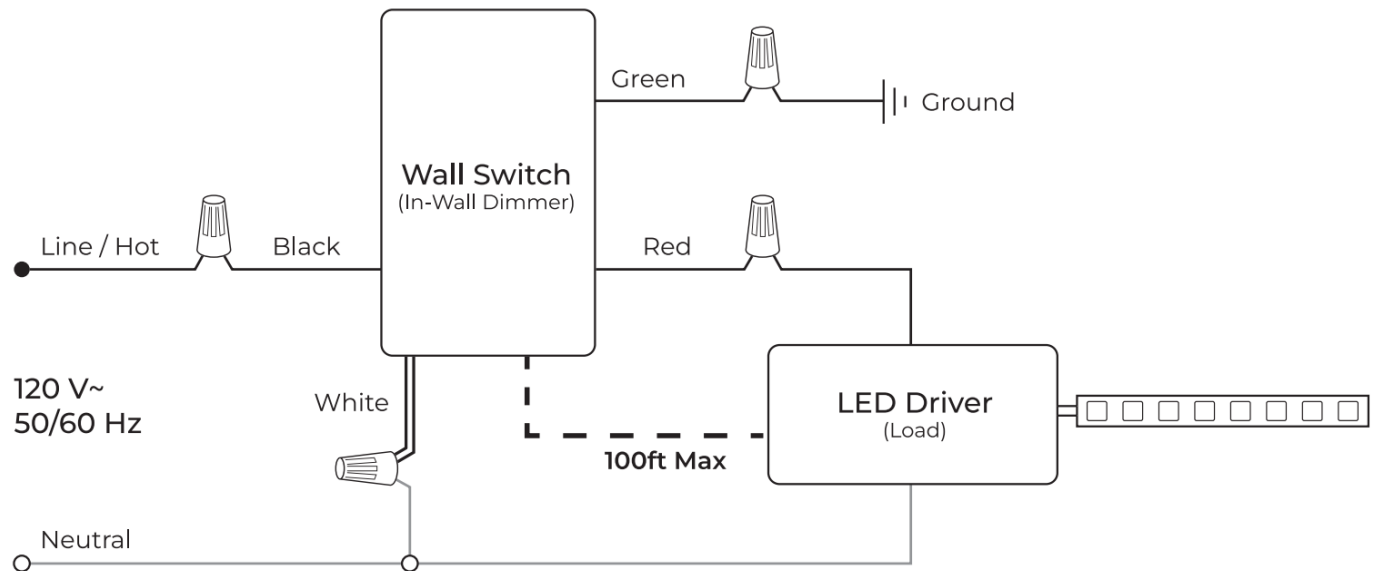 Green
Ground
Wall Switch
(In-Wall Dimmer)
Line / Hot
Black
Red
120 V~
50/60 Hz
White
LED Driver
(Load)
100ft Max
Neutral